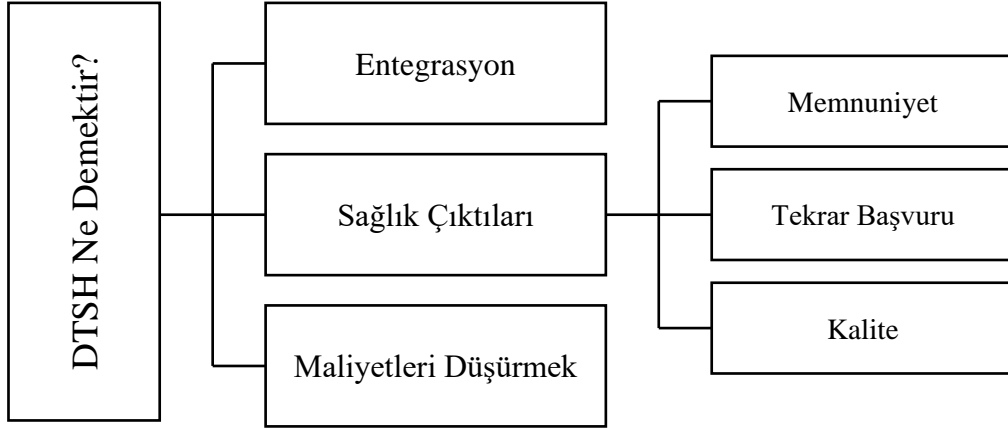 DTSH Ne Demektir?
Entegrasyon
Sağlık Çıktıları
Maliyetleri Düşürmek
Memnuniyet
Tekrar Başvuru
Kalite